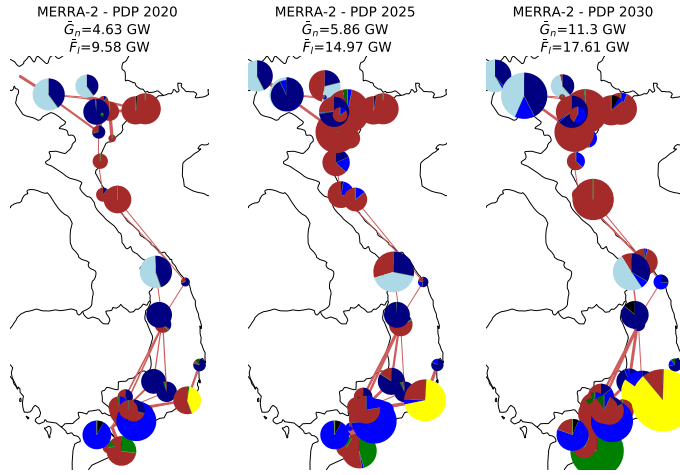 MERRA-2 - PDP 2020
Ḡₙ=4.63 GW
F̄ₗ=9.58 GW
MERRA-2 - PDP 2025
Ḡₙ=5.86 GW
F̄ₗ=14.97 GW
MERRA-2 - PDP 2030
Ḡₙ=11.3 GW
F̄ₗ=17.61 GW